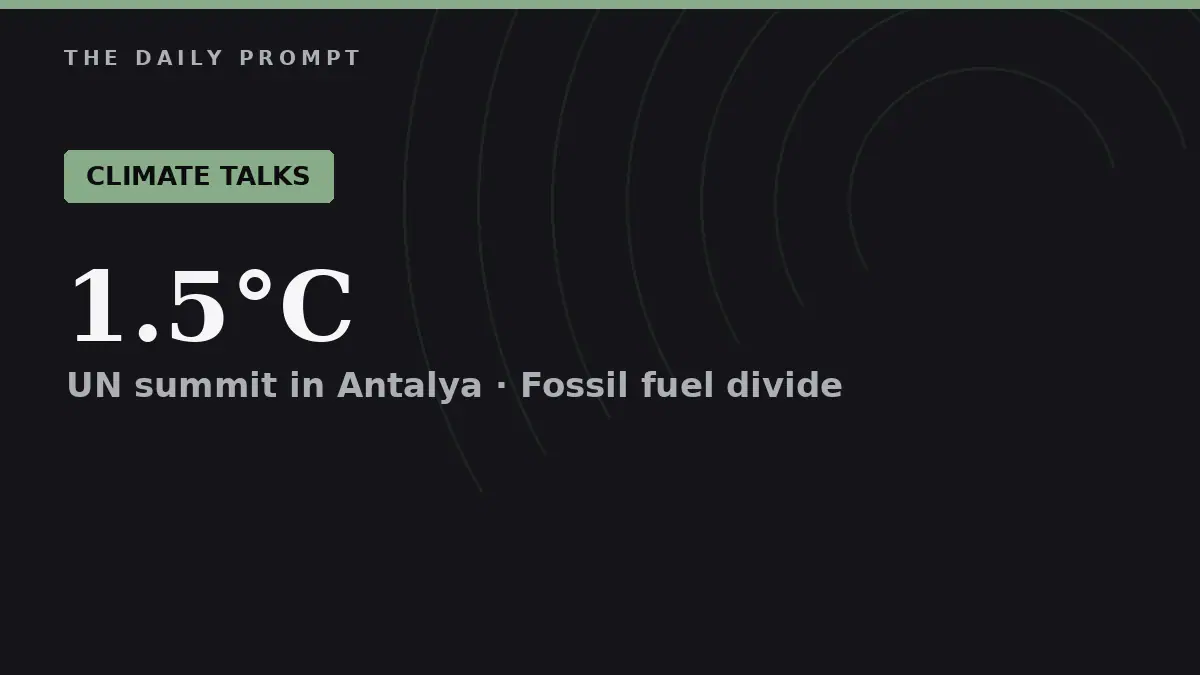 THE DAILY PROMPT
CLIMATE TALKS
1.5°C
UN summit in Antalya · Fossil fuel divide